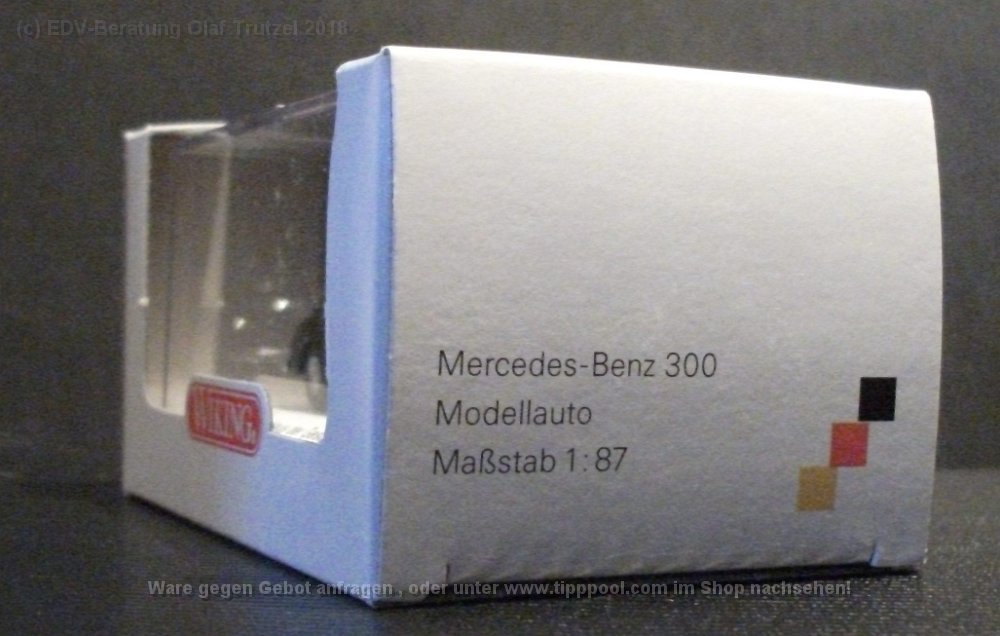 (c) EDV-Beratung Olaf Trutzel 2018
WIKING
Mercedes-Benz 300
Modellauto
Maßstab 1:87
Ware gegen Gebot anfragen , oder unter www.tipppool.com im Shop nachsehen!